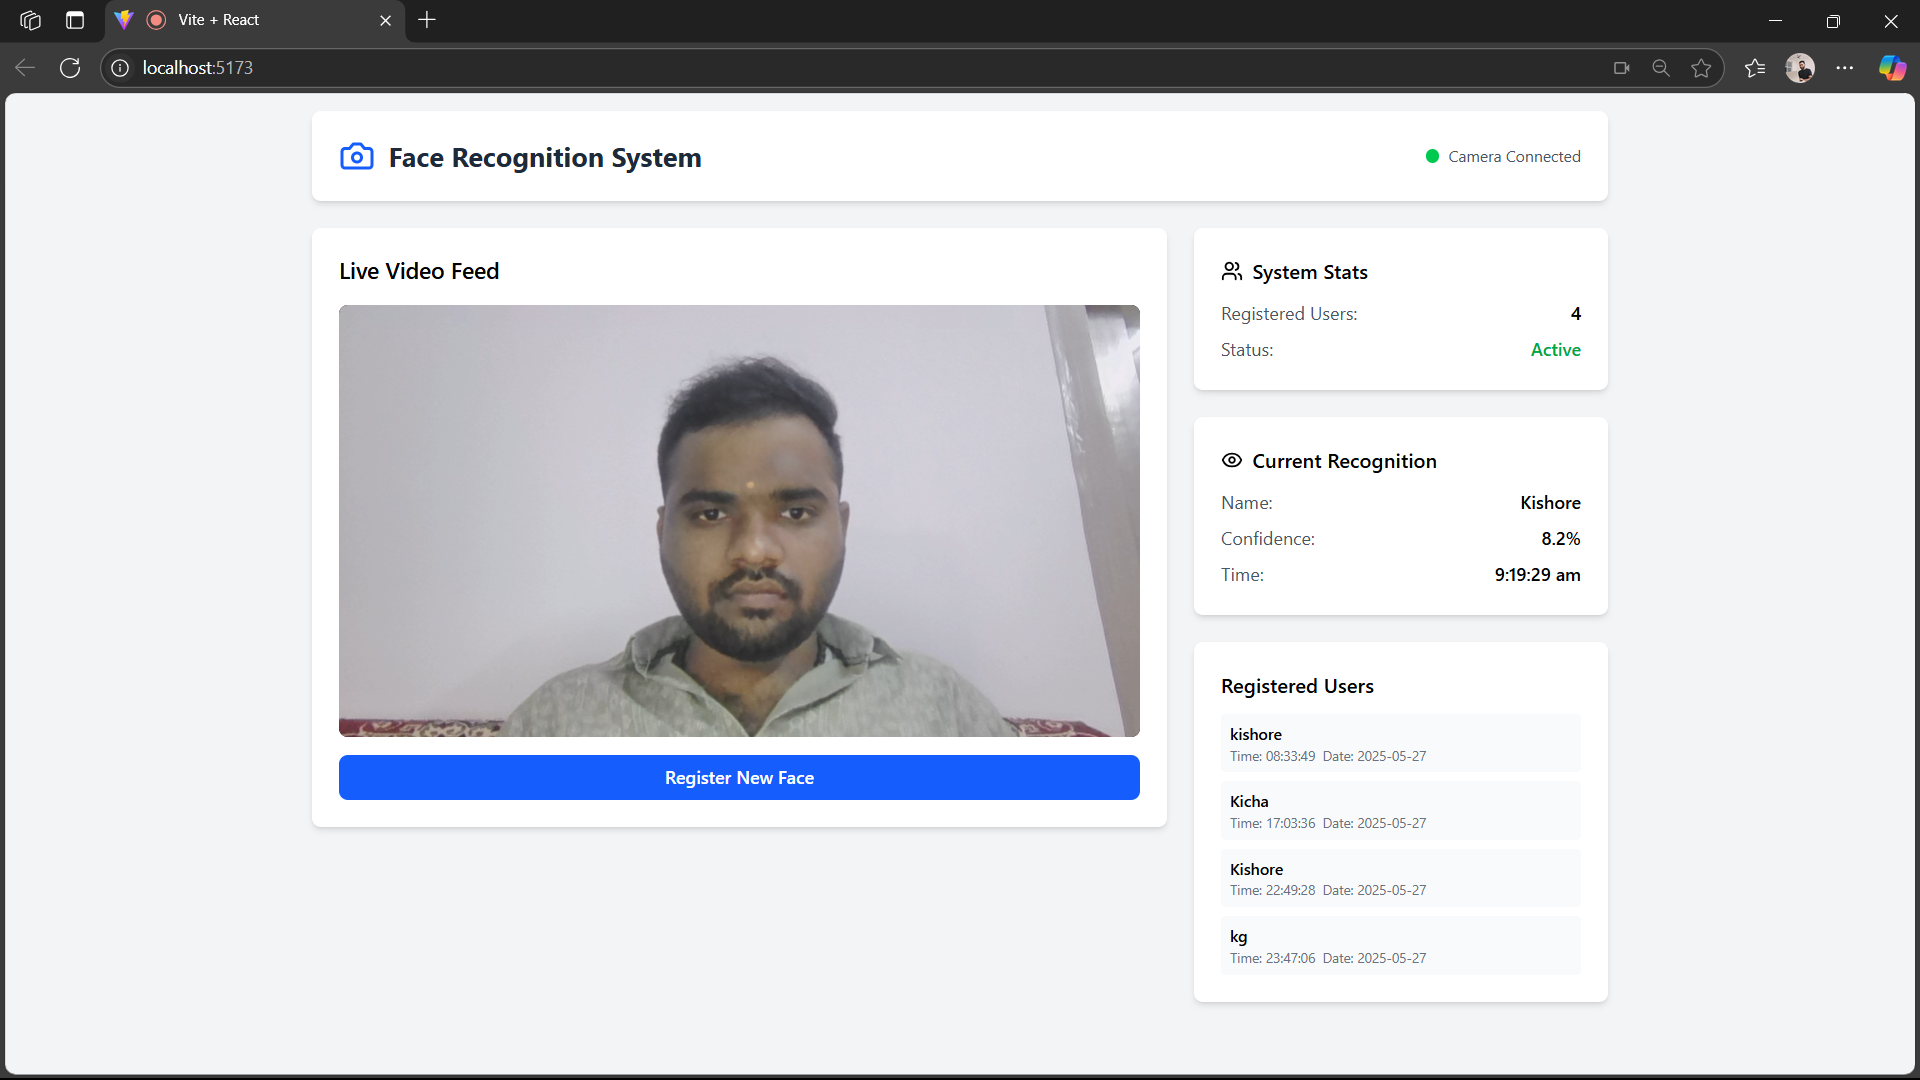 Vite + React
localhost:5173
Face Recognition System
Camera Connected
Live Video Feed
Register New Face
System Stats
Registered Users: 4
Status: Active
Current Recognition
Name: Kishore
Confidence: 8.2%
Time: 9:19:29 am
Registered Users
kishore
Time: 08:33:49 Date: 2025-05-27
Kicha
Time: 17:03:36 Date: 2025-05-27
Kishore
Time: 22:49:28 Date: 2025-05-27
kg
Time: 23:47:06 Date: 2025-05-27